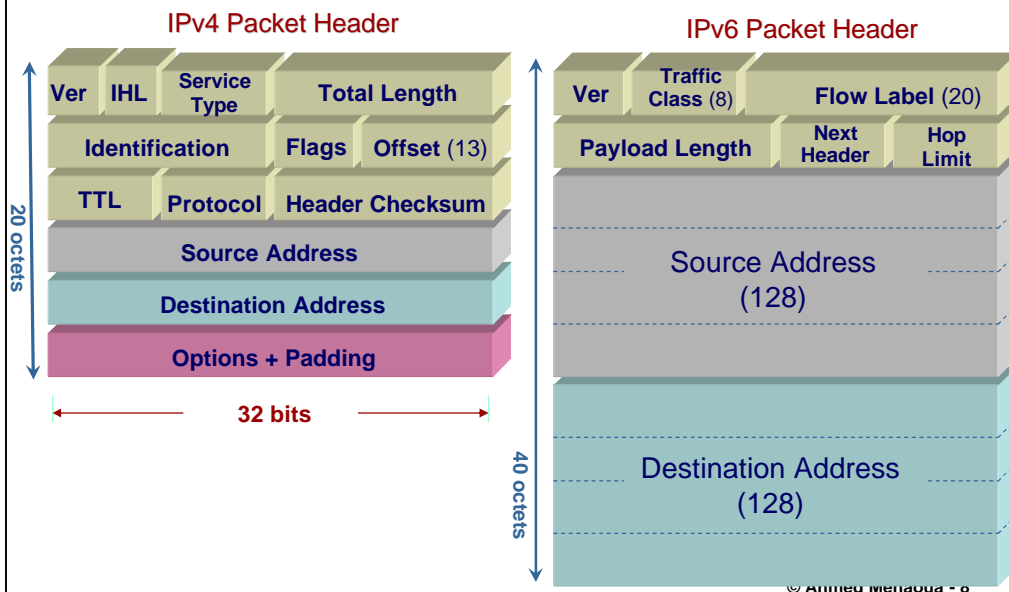 IPv4 Packet Header
Ver IHL Service Type Total Length
Identification Flags Offset (13)
TTL Protocol Header Checksum
Source Address
Destination Address
Options + Padding
20 octets
32 bits
IPv6 Packet Header
Ver Traffic Class (8) Flow Label (20)
Payload Length Next Header Hop Limit
Source Address
(128)
Destination Address
(128)
40 octets
© Ahmed - 8